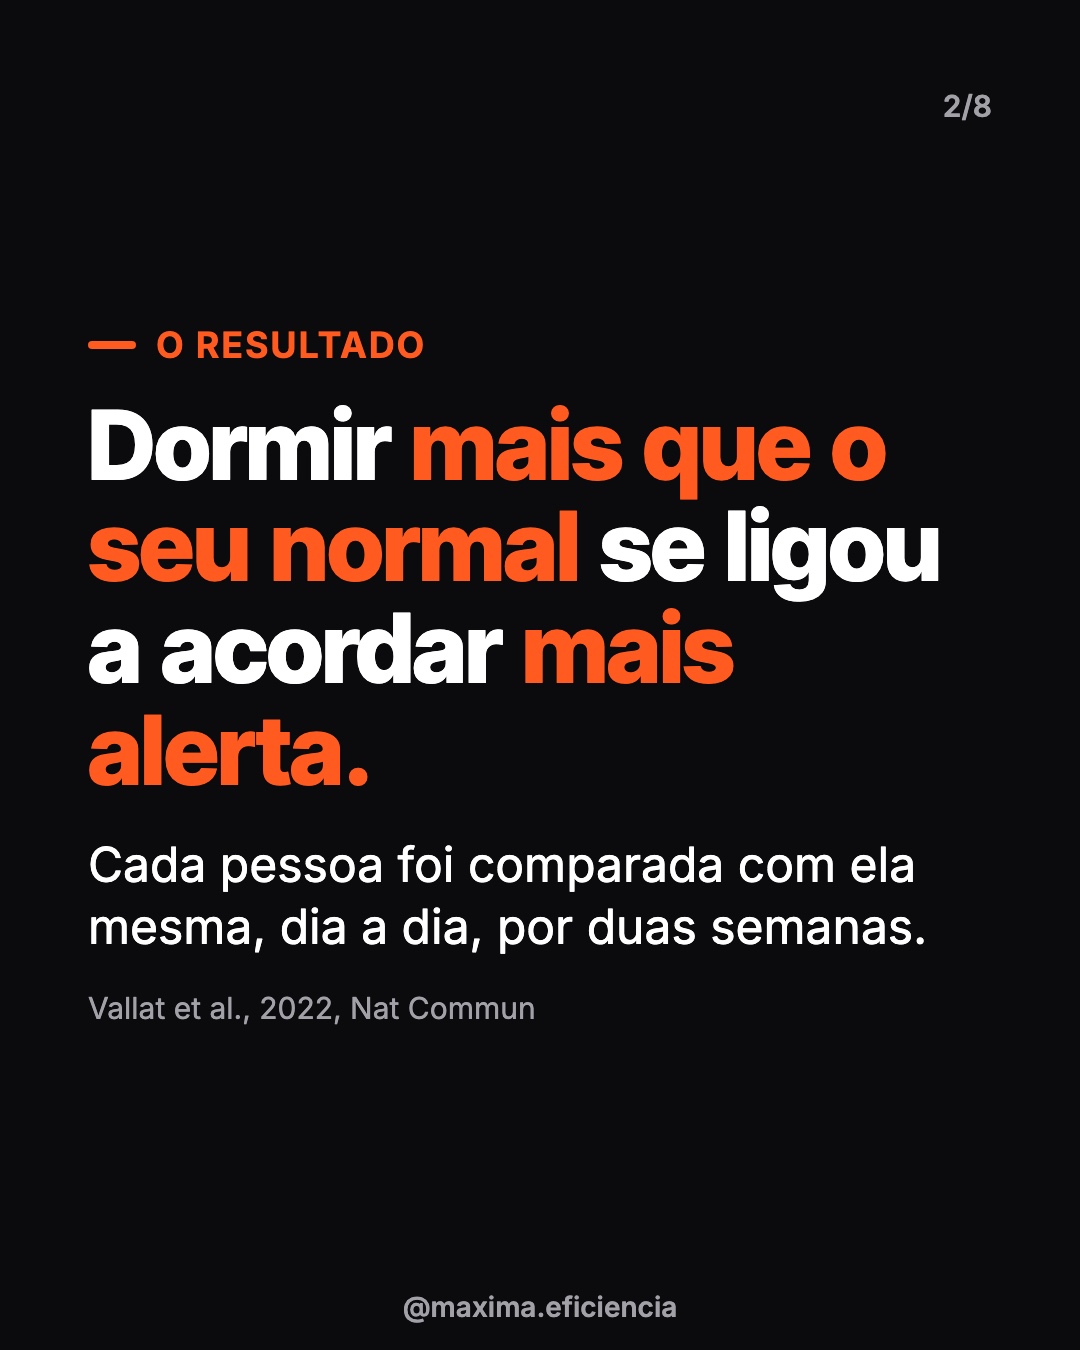 2/8
O RESULTADO
Dormir mais que o
seu normal se ligou
a acordar mais
alerta.
Cada pessoa foi comparada com ela
mesma, dia a dia, por duas semanas.
Vallat et al., 2022, Nat Commun
@maxima.eficiencia